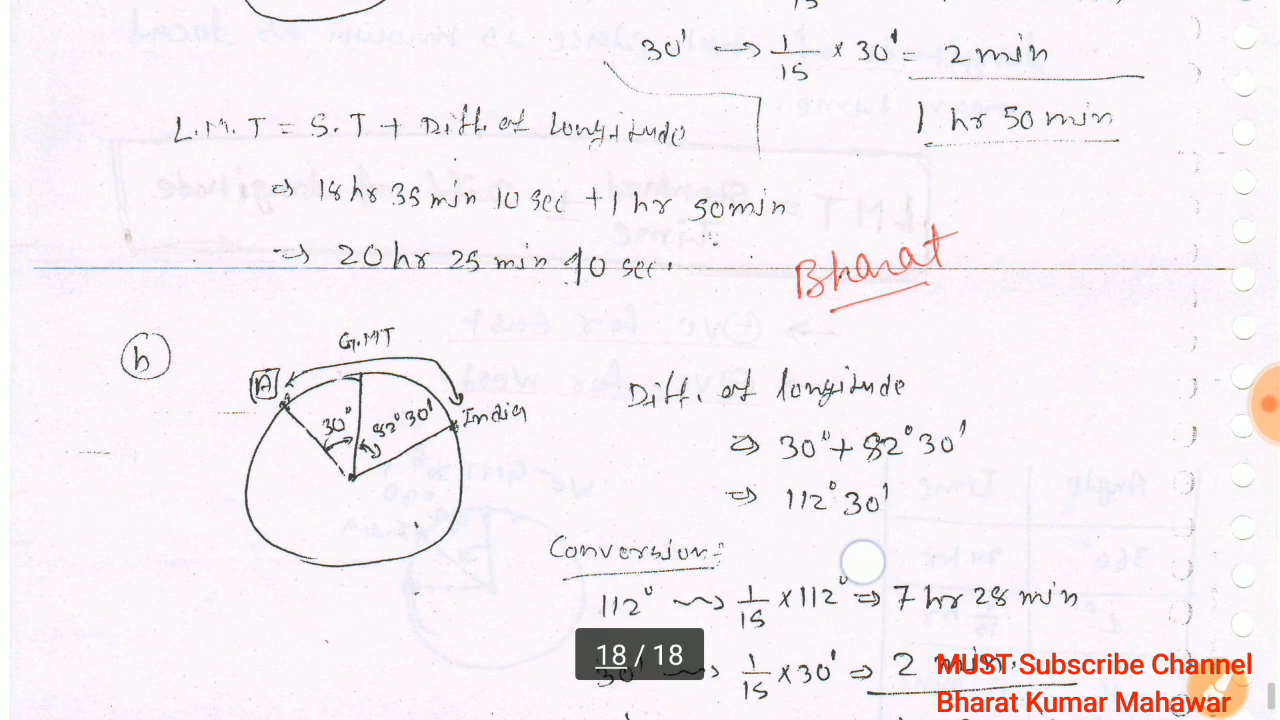 30' → 1/15 × 30' = 2 min
1 hr 50 min
L.M.T = S.T + Diff. of longitude
⇒ 18 hr 35 min 10 sec + 1 hr 50min
⇒ 20 hr 25 min 10 sec.
Bharat
(b)
G.MT
A
30°
82° 30'
India
Diff. of longitude
⇒ 30° + 82° 30'
⇒ 112° 30'
Conversion:-
112° → 1/15 × 112° ⇒ 7 hr 28 min
30' → 1/15 × 30' ⇒ 2 min.
18 / 18
MUST Subscribe Channel
Bharat Kumar Mahawar